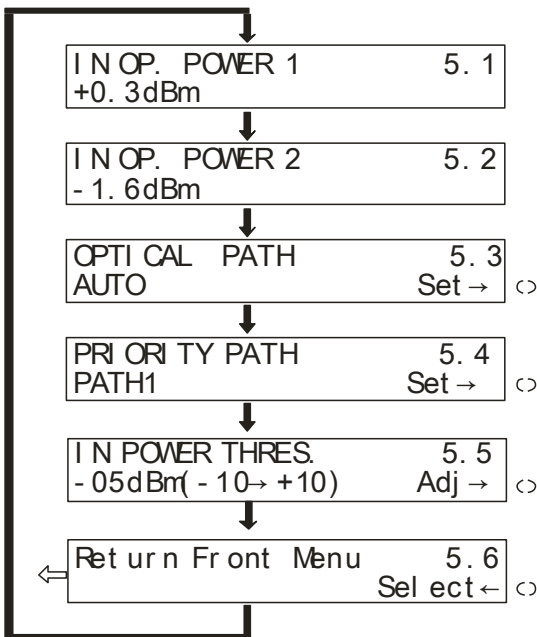 IN OP. POWER 1 5.1
+0.3dBm
IN OP. POWER 2 5.2
-1.6dBm
OPTICAL PATH 5.3
AUTO Set→
PRIORITY PATH 5.4
PATH1 Set→
IN POWER THRES. 5.5
-05dBm(-10→+10) Adj→
Return Front Menu 5.6
Select←